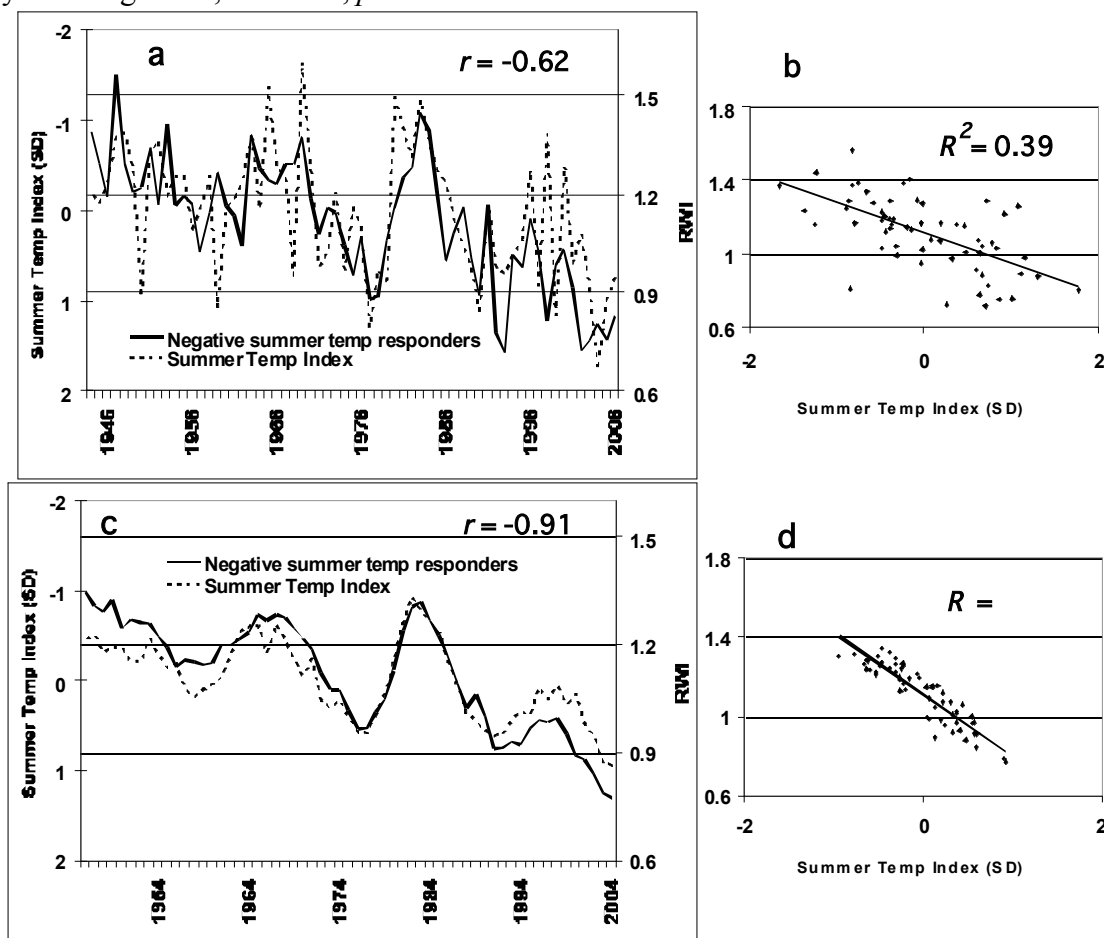 -2
-1
0
1
2
Summer Temp Index (SD)
a
r = -0.62
1.5
1.2
0.9
0.6
Negative summer temp responders
Summer Temp Index
1946
1956
1966
1976
1986
1996
2006
b
1.8
1.4
1
0.6
RWI
R2= 0.39
-2
0
2
Summer Temp Index (SD)
-2
-1
0
1
2
Summer Temp Index (SD)
c
r = -0.91
1.5
1.2
0.9
0.6
Negative summer temp responders
Summer Temp Index
1954
1964
1974
1984
1994
2004
d
1.8
1.4
1
0.6
RWI
R =
-2
0
2
Summer Temp Index (SD)